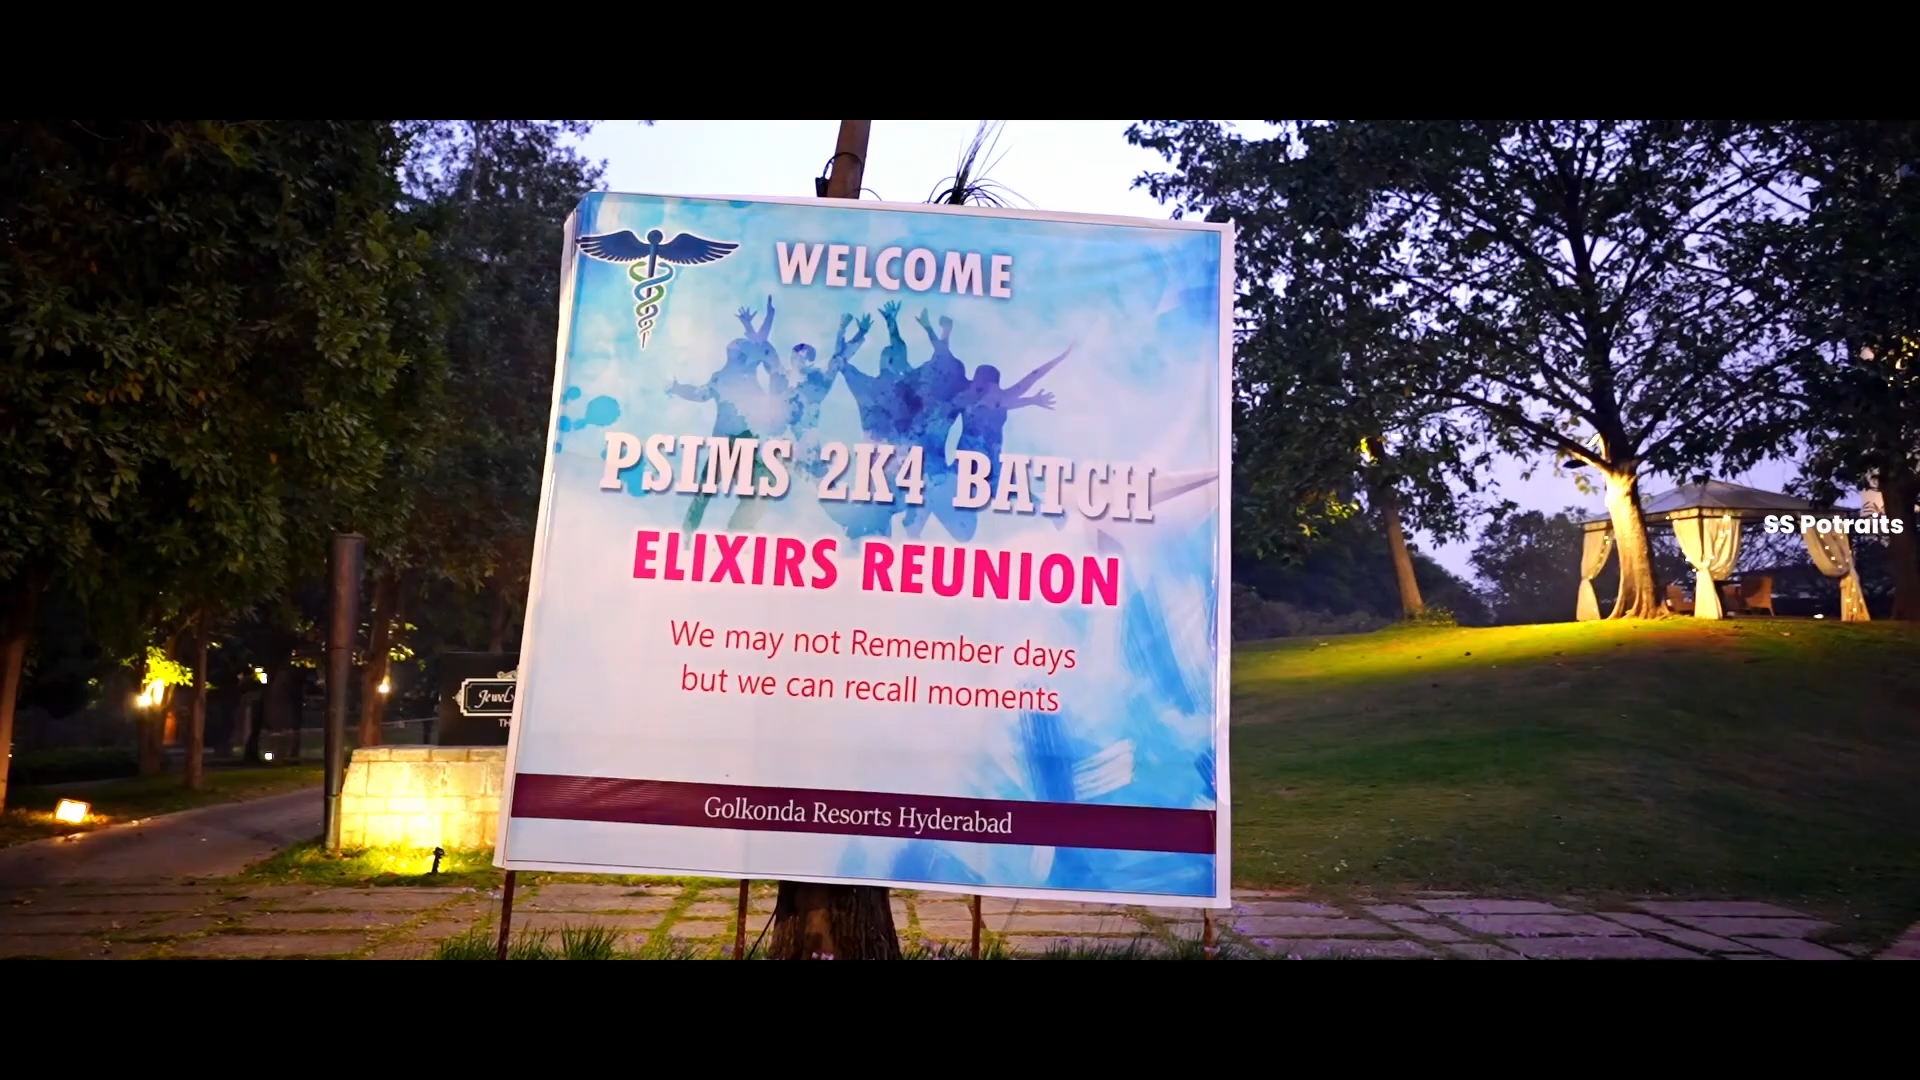 WELCOME
PSIMS 2K4 BATCH
ELIXIRS REUNION
We may not Remember days
but we can recall moments
Golkonda Resorts Hyderabad
SS Potraits